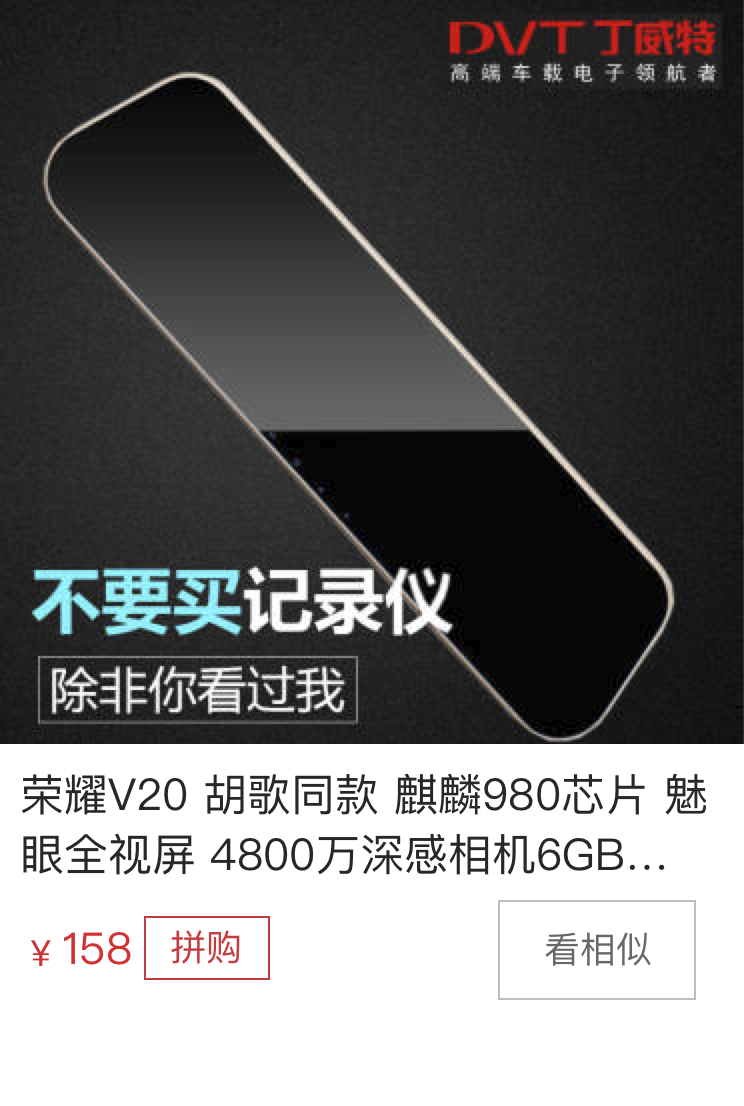 DVT丁威特
高端车载电子领航者
不要买记录仪
除非你看过我
荣耀V20 胡歌同款 麒麟980芯片 魅
眼全视屏 4800万深感相机6GB...
¥ 158 拼购
看相似